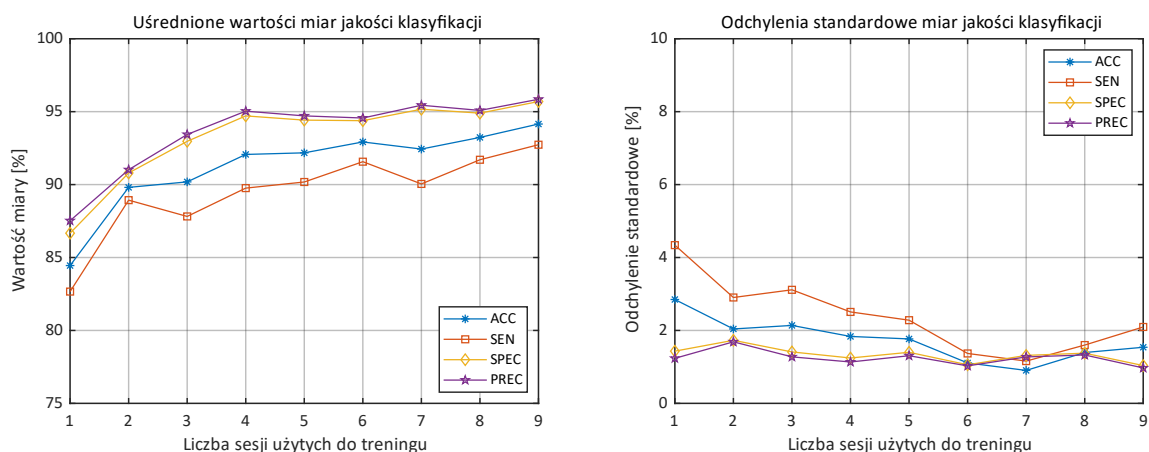 Uśrednione wartości miar jakości klasyfikacji
100
95
90
85
80
75
Wartość miary [%]
ACC
SEN
SPEC
PREC
1 2 3 4 5 6 7 8 9
Liczba sesji użytych do treningu
Odchylenia standardowe miar jakości klasyfikacji
10
8
6
4
2
0
Odchylenie standardowe [%]
ACC
SEN
SPEC
PREC
1 2 3 4 5 6 7 8 9
Liczba sesji użytych do treningu